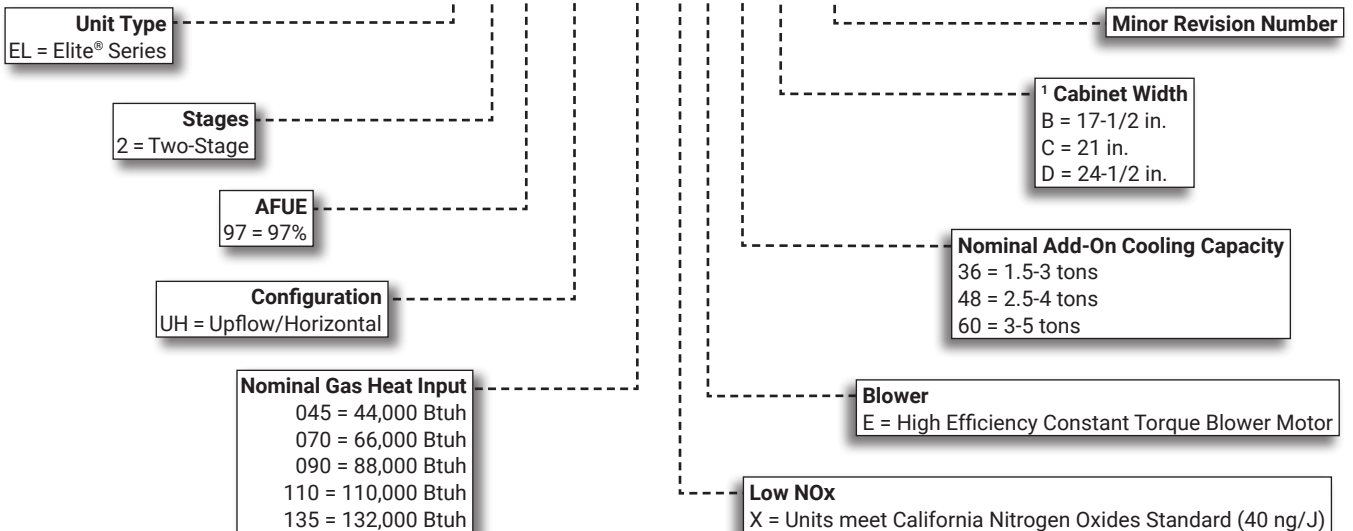 Unit Type
EL = Elite® Series
Stages
2 = Two-Stage
AFUE
97 = 97%
Configuration
UH = Upflow/Horizontal
Nominal Gas Heat Input
045 = 44,000 Btuh
070 = 66,000 Btuh
090 = 88,000 Btuh
110 = 110,000 Btuh
135 = 132,000 Btuh
Minor Revision Number
¹ Cabinet Width
B = 17-1/2 in.
C = 21 in.
D = 24-1/2 in.
Nominal Add-On Cooling Capacity
36 = 1.5-3 tons
48 = 2.5-4 tons
60 = 3-5 tons
Blower
E = High Efficiency Constant Torque Blower Motor
Low NOx
X = Units meet California Nitrogen Oxides Standard (40 ng/J)